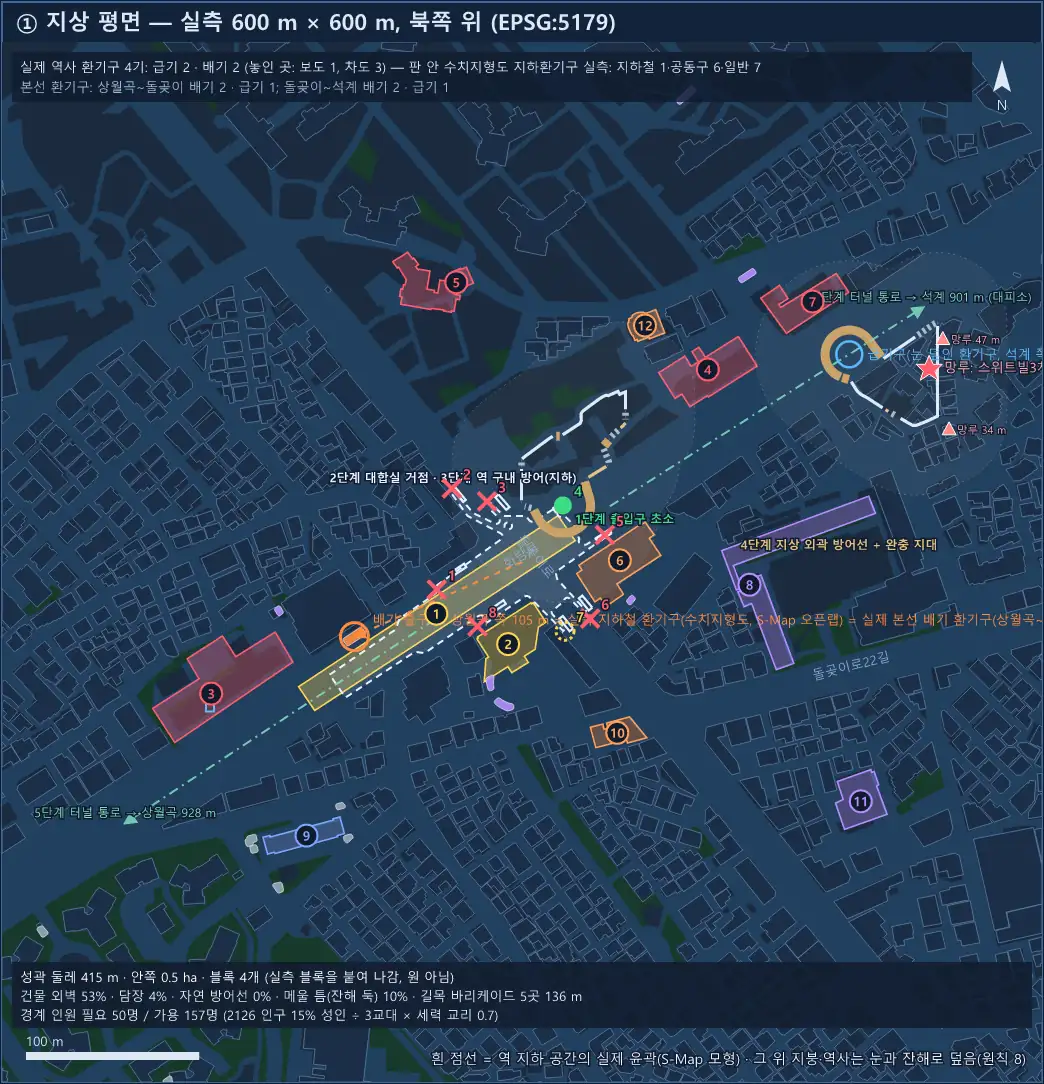 ① 지상 평면 — 실측 600 m × 600 m, 북쪽 위 (EPSG:5179)
실제 역사 환기구 4기: 급기 2 · 배기 2 (놓인 곳: 보도 1, 차도 3) — 판 안 수치지형도 지하환기구 실측: 지하철 1·공동구 6·일반 7
본선 환기구: 상월곡~돌곶이 배기 2 · 급기 1; 돌곶이~석계 배기 2 · 급기 1
N
5
7
단계 터널 통로 → 석계 901 m (대피소)
12
망루 47 m
4
망루: 스위트빌3
망루 34 m
2단계 대합실 거점 · 3단계 역 구내 방어(지하)
2
3
4
1단계 출입구 초소
5
4단계 지상 외곽 방어선 + 완충 지대
6
8
1
1
6
7
8
2
105 m
지하철 환기구(수치지형도, S-Map 오픈랩) = 실제 본선 배기 환기구(상월곡~
돌곶이로22길
3
10
11
5단계 터널 통로 → 상월곡 928 m
9
성곽 둘레 415 m · 안쪽 0.5 ha · 블록 4개 (실측 블록을 붙여 나감, 원 아님)
건물 외벽 53% · 담장 4% · 자연 방어선 0% · 메울 틈(잔해 둑) 10% · 길목 바리케이드 5곳 136 m
경계 인원 필요 50명 / 가용 157명 (2126 인구 15% 성인 ÷ 3교대 × 세력 교리 0.7)
100 m
흰 점선 = 역 지하 공간의 실제 윤곽(S-Map 모형) · 그 위 지붕·역사는 눈과 잔해로 덮음(원칙 8)